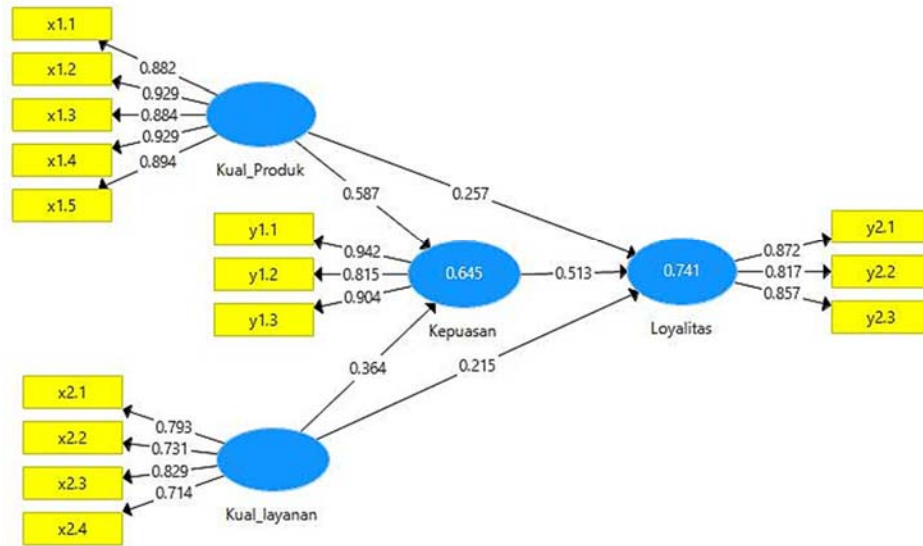 x1.1
x1.2
x1.3
x1.4
x1.5
0.882
0.929
0.884
0.929
0.894
Kual_Produk
0.587
0.257
y1.1
y1.2
y1.3
0.942
0.815
0.904
0.645
Kepuasan
0.513
0.741
Loyalitas
0.872
0.817
0.857
y2.1
y2.2
y2.3
0.364
0.215
x2.1
x2.2
x2.3
x2.4
0.793
0.731
0.829
0.714
Kual_layanan